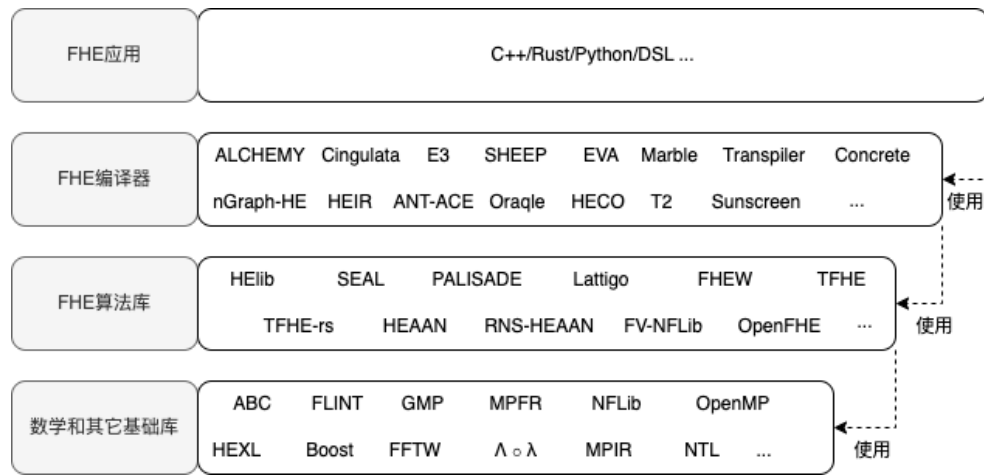 FHE应用
C++/Rust/Python/DSL ...
FHE编译器
ALCHEMY Cingulata E3 SHEEP EVA Marble Transpiler Concrete
nGraph-HE HEIR ANT-ACE Oraqle HECO T2 Sunscreen ...
使用
FHE算法库
HElib SEAL PALISADE Lattigo FHEW TFHE
TFHE-rs HEAAN RNS-HEAAN FV-NFLib OpenFHE ...
使用
数学和其它基础库
ABC FLINT GMP MPFR NFLib OpenMP
HEXL Boost FFTW Λ ∘ λ MPIR NTL ...
使用